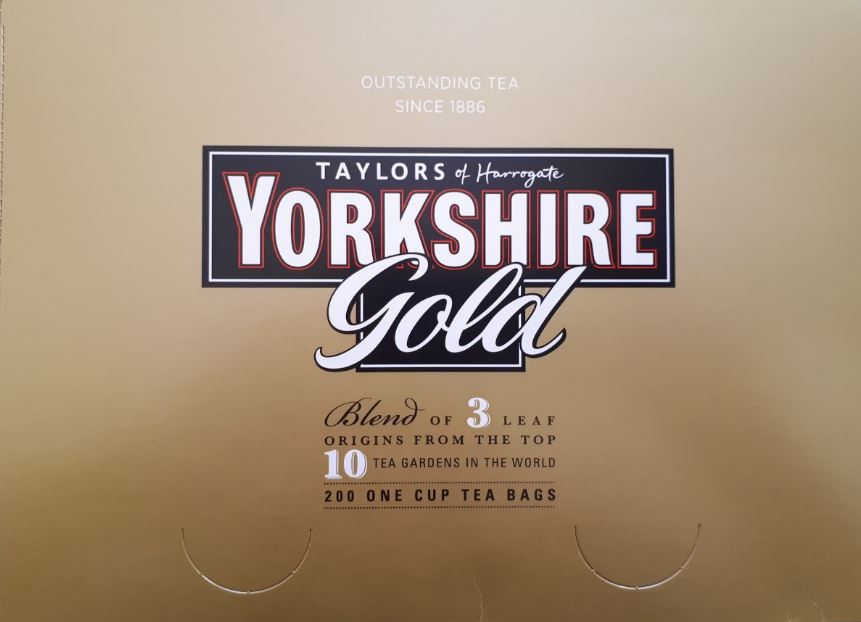 OUTSTANDING TEA
SINCE 1886
TAYLORS of Harrogate
YORKSHIRE
Gold
Blend OF 3 LEAF
ORIGINS FROM THE TOP
10 TEA GARDENS IN THE WORLD
200 ONE CUP TEA BAGS